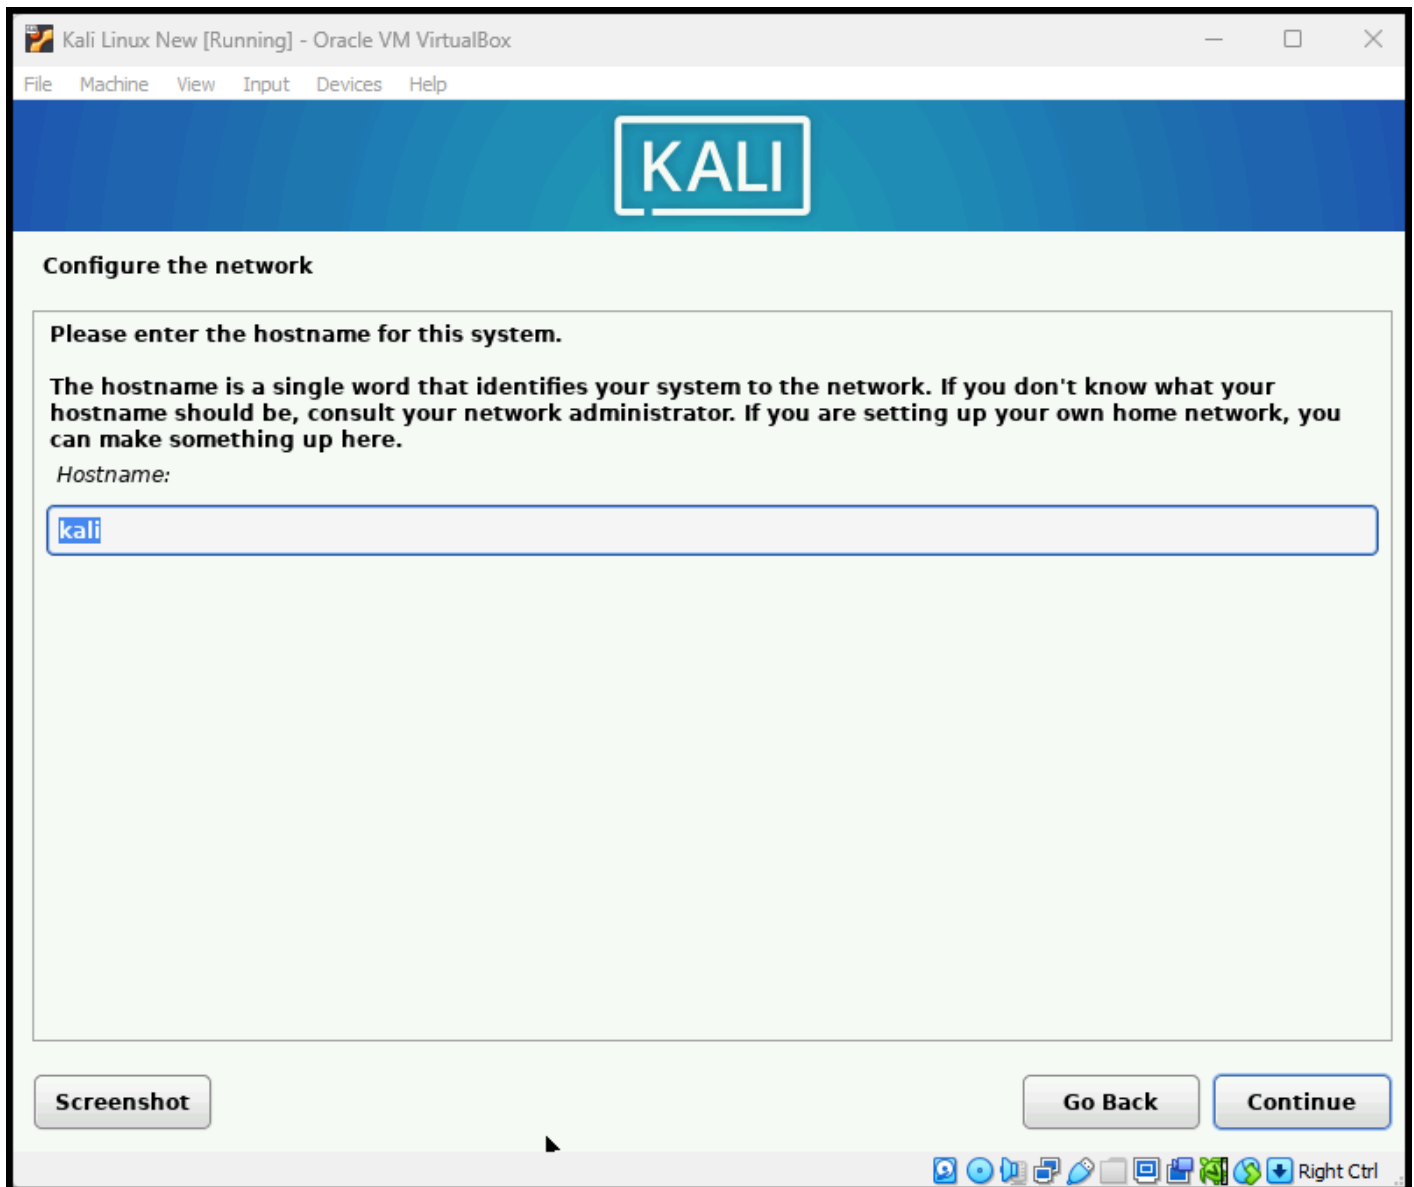 Kali Linux New [Running] - Oracle VM VirtualBox
File Machine View Input Devices Help
KALI
Configure the network
Please enter the hostname for this system.
The hostname is a single word that identifies your system to the network. If you don't know what your
hostname should be, consult your network administrator. If you are setting up your own home network, you
can make something up here.
Hostname:
kali
Screenshot Go Back Continue
Right Ctrl